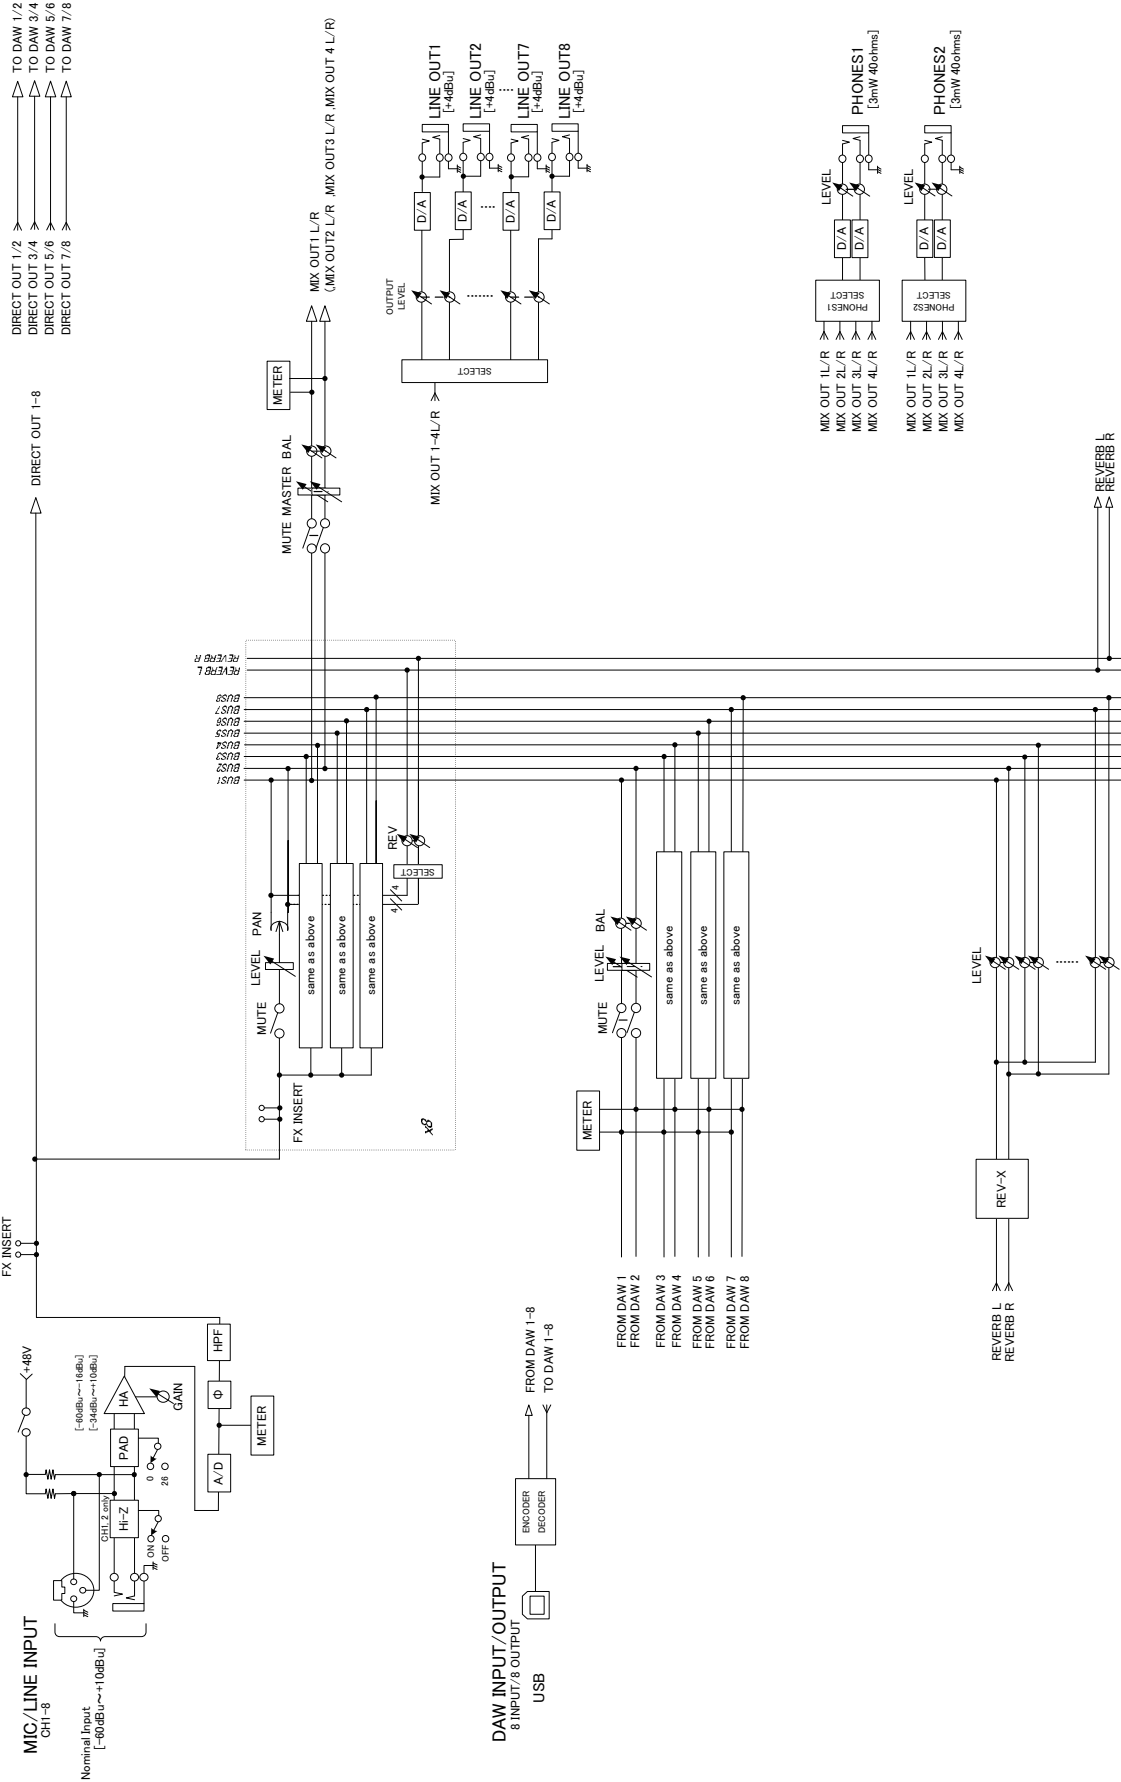 MIC/LINE INPUT
CH1-8
Nominal Input
[-60dBu~+10dBu]
CH1, 2 only
Hi-Z
ON
OFF
PAD
0
26
+48V
[-60dBu~-16dBu]
[-34dBu~+10dBu]
HA
GAIN
A/D
METER
Φ
HPF
FX INSERT
DIRECT OUT 1-8
DIRECT OUT 1/2
TO DAW 1/2
DIRECT OUT 3/4
TO DAW 3/4
DIRECT OUT 5/6
TO DAW 5/6
DIRECT OUT 7/8
TO DAW 7/8
FX INSERT
MUTE
LEVEL
PAN
same as above
same as above
same as above
x8
4
4
SELECT
REV
BUS1
BUS2
BUS3
BUS4
BUS5
BUS6
BUS7
BUS8
REVERB L
REVERB R
MUTE
MASTER
BAL
METER
MIX OUT1 L/R
(,MIX OUT2 L/R ,MIX OUT3 L/R ,MIX OUT 4 L/R)
MIX OUT 1-4L/R
SELECT
OUTPUT
LEVEL
D/A
D/A
D/A
D/A
LINE OUT1
[+4dBu]
LINE OUT2
[+4dBu]
LINE OUT7
[+4dBu]
LINE OUT8
[+4dBu]
DAW INPUT/OUTPUT
8 INPUT/8 OUTPUT
USB
ENCODER
DECODER
FROM DAW 1-8
TO DAW 1-8
FROM DAW 1
FROM DAW 2
FROM DAW 3
FROM DAW 4
FROM DAW 5
FROM DAW 6
FROM DAW 7
FROM DAW 8
METER
MUTE
LEVEL
BAL
same as above
same as above
same as above
MIX OUT 1L/R
MIX OUT 2L/R
MIX OUT 3L/R
MIX OUT 4L/R
PHONES1
SELECT
D/A
D/A
LEVEL
PHONES1
[3mW 40ohms]
MIX OUT 1L/R
MIX OUT 2L/R
MIX OUT 3L/R
MIX OUT 4L/R
PHONES2
SELECT
D/A
D/A
LEVEL
PHONES2
[3mW 40ohms]
REVERB L
REVERB R
REV-X
LEVEL
REVERB L
REVERB R